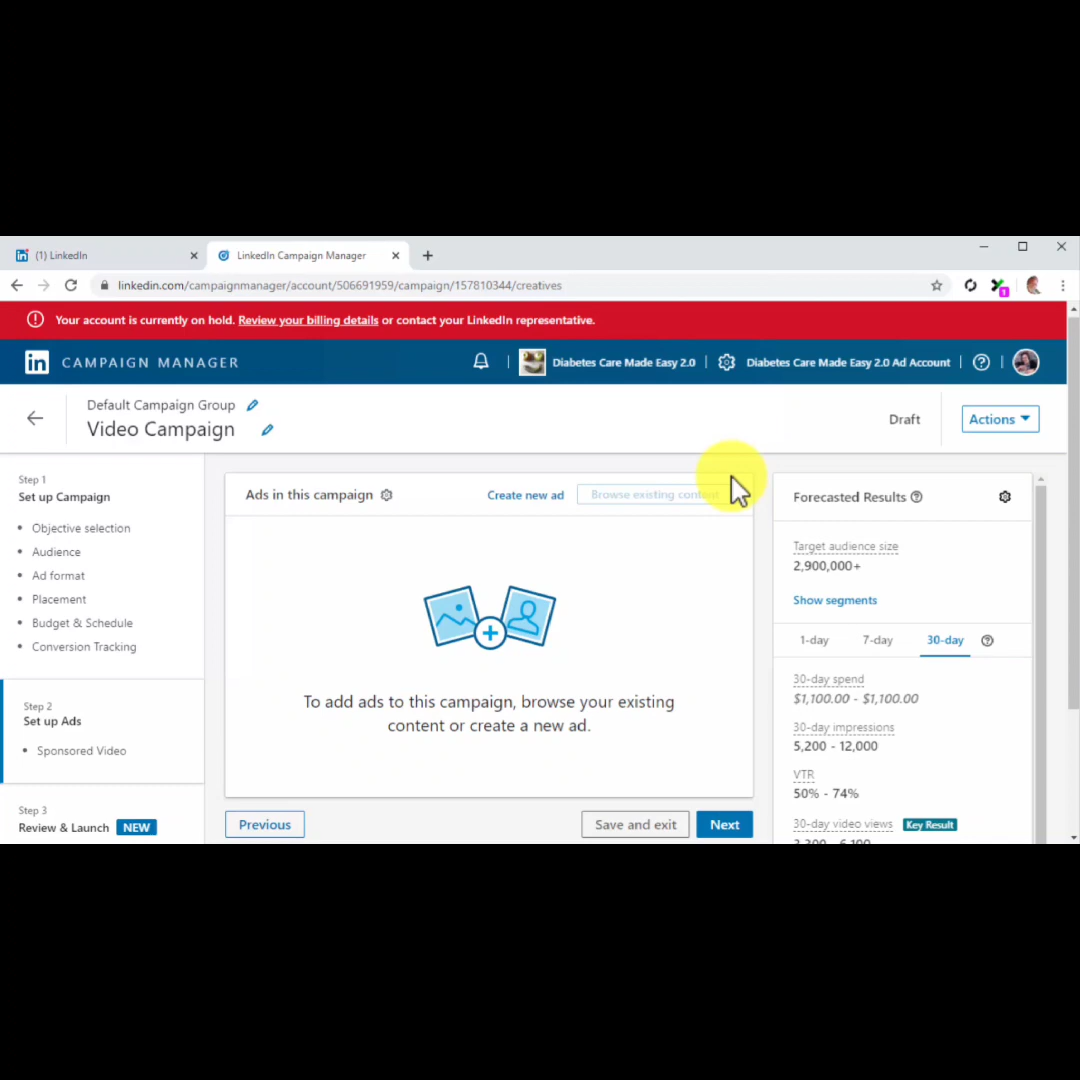 (1) LinkedIn
LinkedIn Campaign Manager
linkedin.com/campaignmanager/account/506691959/campaign/157810344/creatives
1
Your account is currently on hold. Review your billing details or contact your LinkedIn representative.
in CAMPAIGN MANAGER
Diabetes Care Made Easy 2.0
Diabetes Care Made Easy 2.0 Ad Account
Default Campaign Group
Video Campaign
Draft
Actions
Step 1
Set up Campaign
Objective selection
Audience
Ad format
Placement
Budget & Schedule
Conversion Tracking
Step 2
Set up Ads
Sponsored Video
Step 3
Review & Launch NEW
Ads in this campaign
Create new ad
Browse existing content
To add ads to this campaign, browse your existing
content or create a new ad.
Previous
Save and exit
Next
Forecasted Results
Target audience size
2,900,000+
Show segments
1-day 7-day 30-day
30-day spend
$1,100.00 - $1,100.00
30-day impressions
5,200 - 12,000
VTR
50% - 74%
30-day video views Key Result